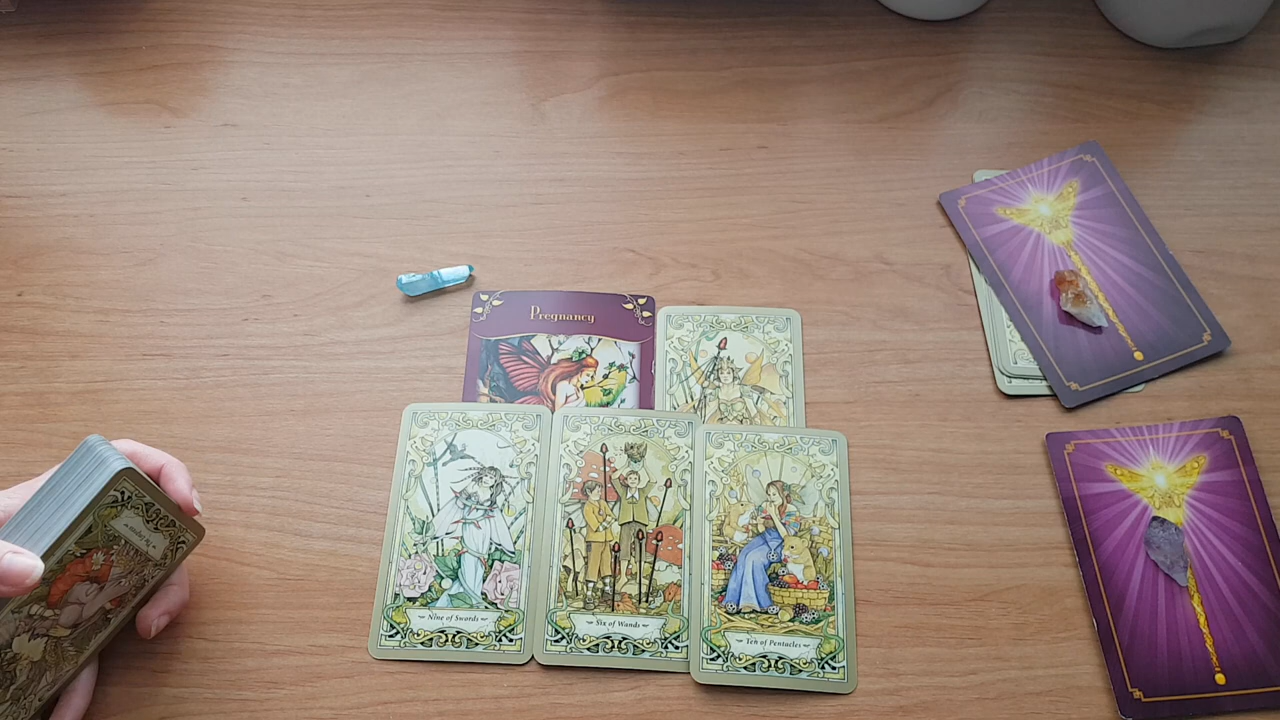 Pregnancy
Nine of Swords
Six of Wands
Ten of Pentacles